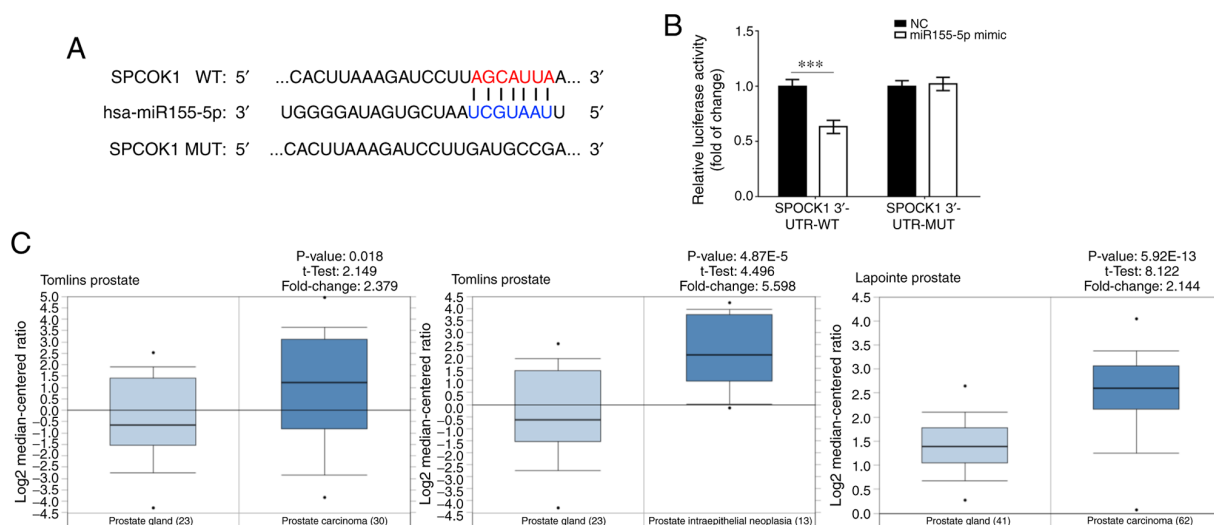 A
SPCOK1 WT: 5′ ...CACUUAAAGAUCCUUAGCAUUAA... 3′
hsa-miR155-5p: 3′ UGGGGAUAGUGCUAAUCGUAAUU 5′
SPCOK1 MUT: 5′ ...CACUUAAAGAUCCUUGAUGCCGA... 3′
B
NC
miR155-5p mimic
Relative luciferase activity
(fold of change)
1.5
1.0
0.5
0.0
***
SPOCK1 3′-
UTR-WT
SPOCK1 3′-
UTR-MUT
C
Tomlins prostate
P-value: 0.018
t-Test: 2.149
Fold-change: 2.379
Log2 median-centered ratio
5.0
4.5
4.0
3.5
3.0
2.5
2.0
1.5
1.0
0.5
0.0
−0.5
−1.0
−1.5
−2.0
−2.5
−3.0
−3.5
−4.0
−4.5
Prostate gland (23)
Prostate carcinoma (30)
Tomlins prostate
P-value: 4.87E-5
t-Test: 4.496
Fold-change: 5.598
Log2 median-centered ratio
4.5
4.0
3.5
3.0
2.5
2.0
1.5
1.0
0.5
0.0
−0.5
−1.0
−1.5
−2.0
−2.5
−3.0
−3.5
−4.0
−4.5
Prostate gland (23)
Prostate intraepithelial neoplasia (13)
Lapointe prostate
P-value: 5.92E-13
t-Test: 8.122
Fold-change: 2.144
Log2 median-centered ratio
4.5
4.0
3.5
3.0
2.5
2.0
1.5
1.0
0.5
0.0
Prostate gland (41)
Prostate carcinoma (62)